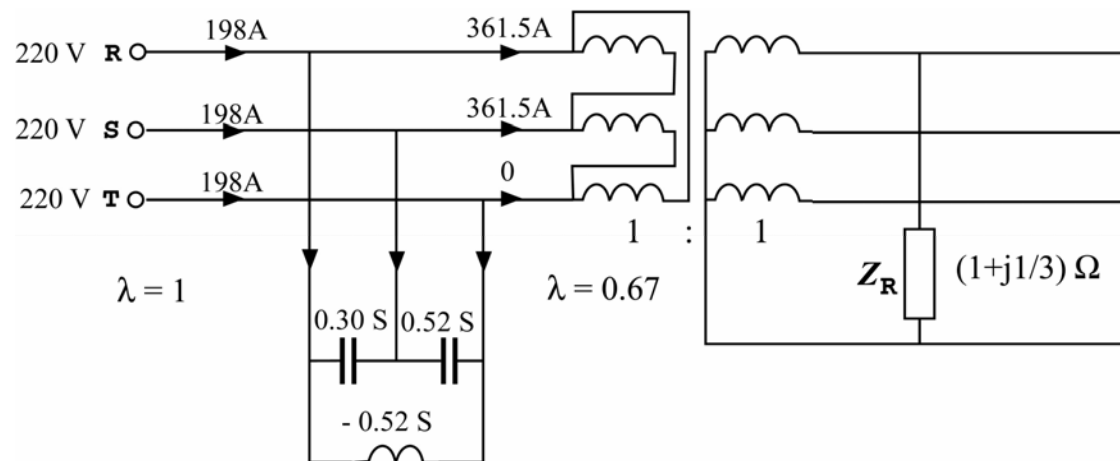 198A 361.5A
220 V R
198A 361.5A
220 V S
198A 0
220 V T
1 : 1
λ = 1 λ = 0.67 Z_R (1+j1/3) Ω
0.30 S 0.52 S
- 0.52 S